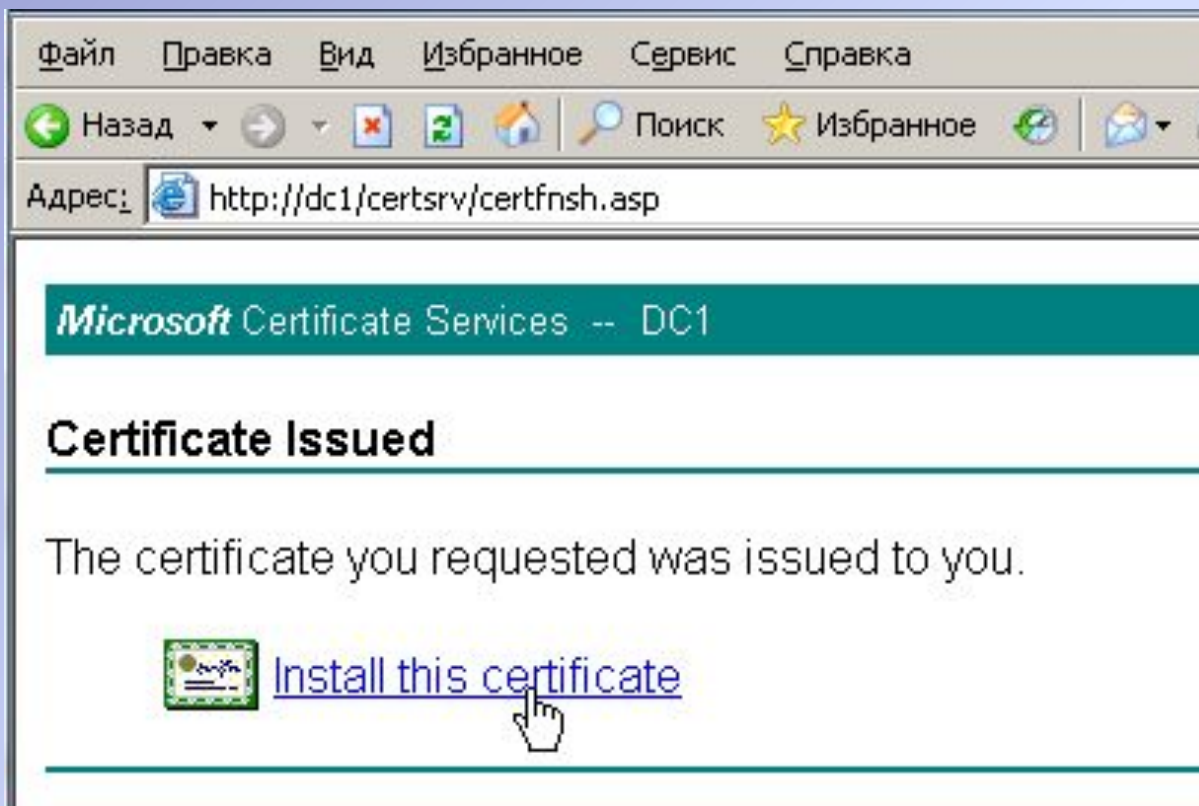 Файл Правка Вид Избранное Сервис Справка
Назад Поиск Избранное
Адрес: http://dc1/certsrv/certfnsh.asp
Microsoft Certificate Services -- DC1
Certificate Issued
The certificate you requested was issued to you.
Install this certificate